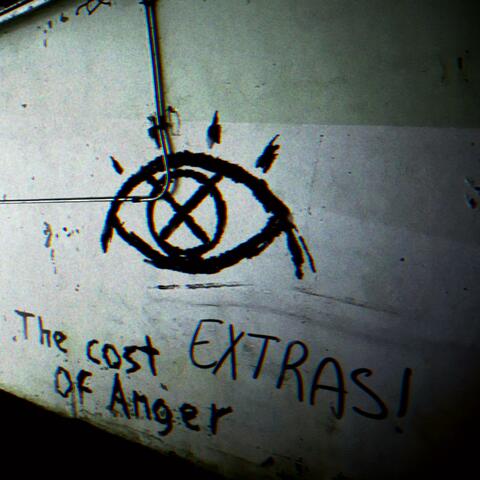 The cost EXTRAS!
Of Anger